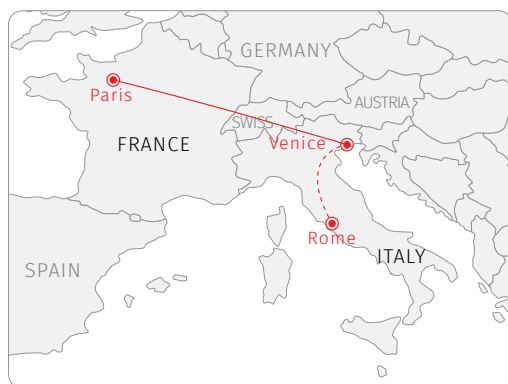 GERMANY
Paris
AUSTRIA
SWISS
FRANCE
Venice
Rome
ITALY
SPAIN